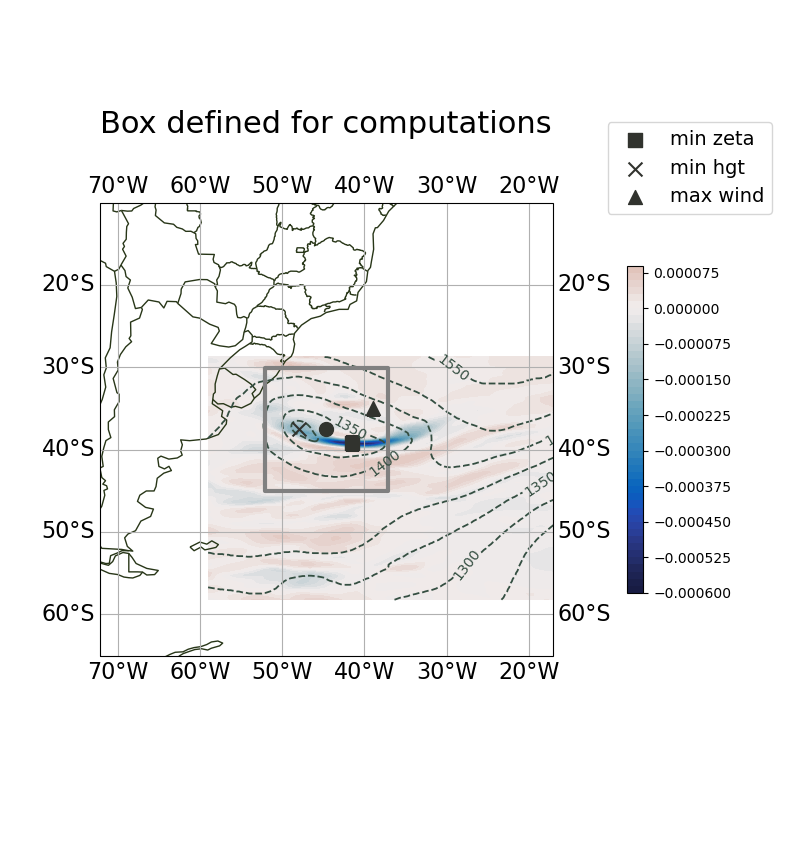 Box defined for computations
min zeta
min hgt
max wind
70°W 60°W 50°W 40°W 30°W 20°W
20°S 20°S
30°S 30°S
40°S 40°S
50°S 50°S
60°S 60°S
1550
1350
1400
1350
1300
70°W 60°W 50°W 40°W 30°W 20°W
0.000075
0.000000
−0.000075
−0.000150
−0.000225
−0.000300
−0.000375
−0.000450
−0.000525
−0.000600